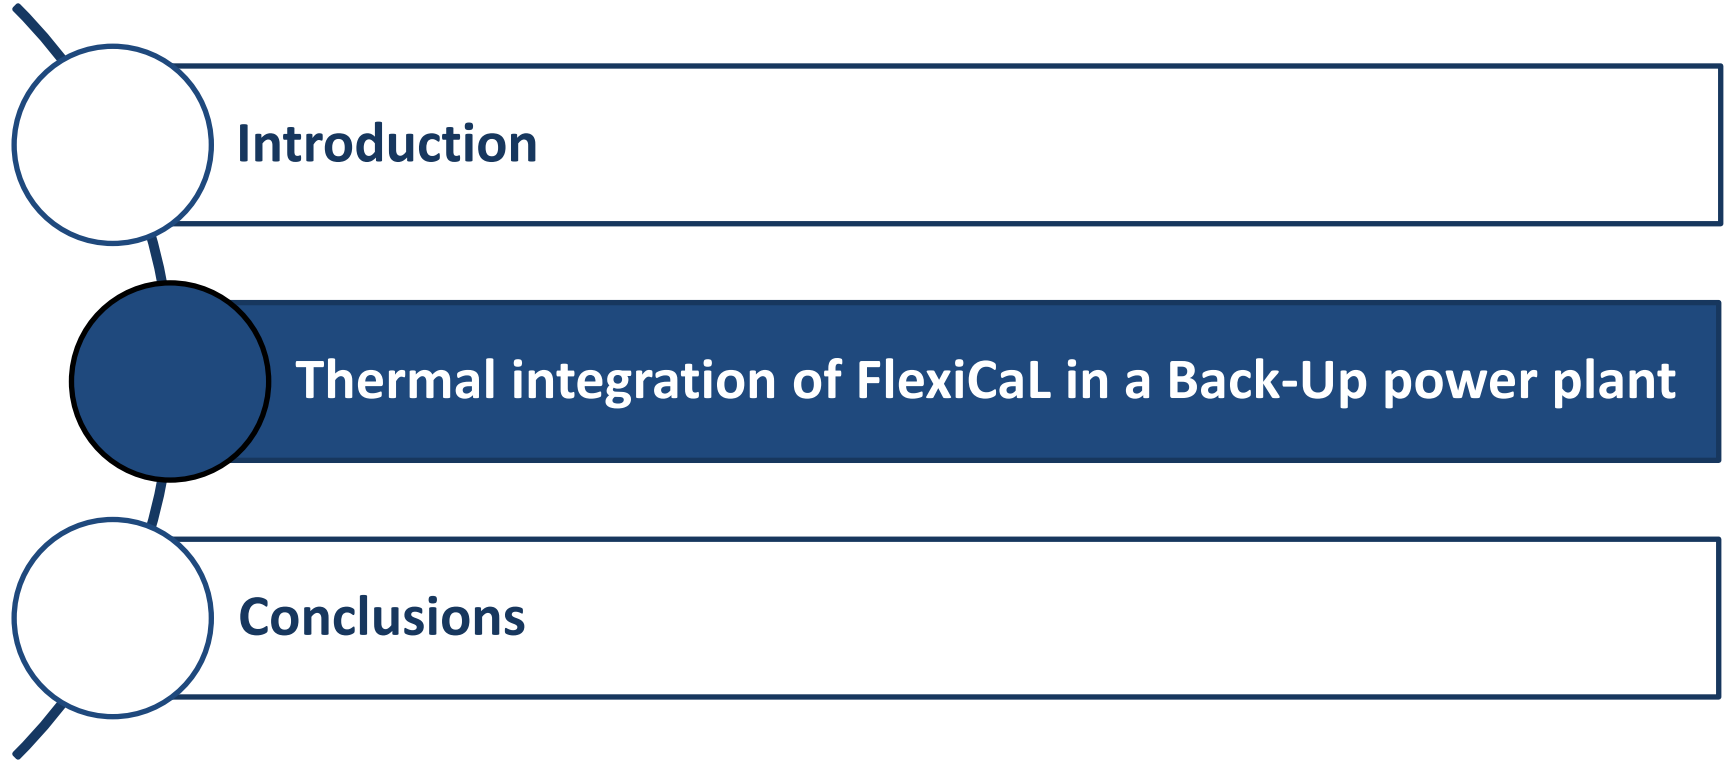 Introduction
Thermal integration of FlexiCaL in a Back-Up power plant
Conclusions